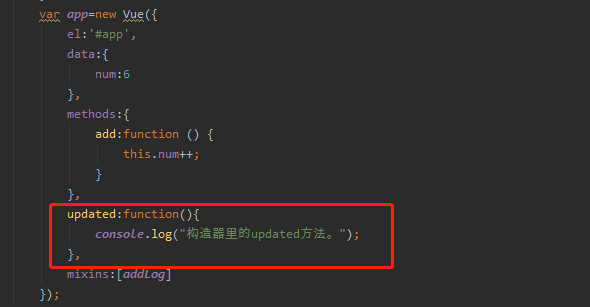 var app=new Vue({
el:'#app',
data:{
num:6
},
methods:{
add:function () {
this.num++;
}
},
updated:function(){
console.log("构造器里的updated方法。");
},
mixins:[addLog]
});